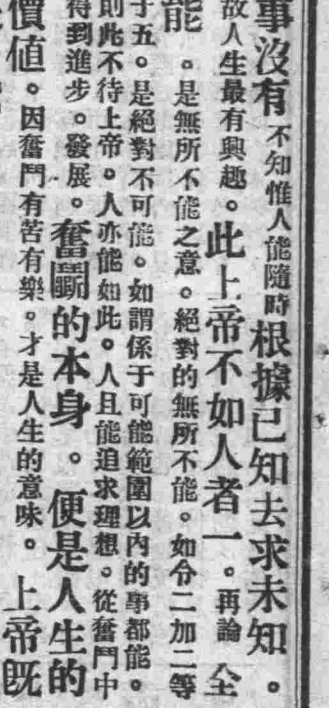 事沒有不知惟人能隨時根據已知去求未知。
故人生最有興趣。此上帝不如人者一。再論全
能。是無所不能之意。絕對的無所不能。如令二加二等
于五。是絕對不可能。如謂係于可能範圍以內的事都能。
則此不待上帝。人亦能如此。人且能追求理想。從奮鬥中
得到進步。發展。奮鬭的本身。便是人生的
價値。因奮鬥有苦有樂。才是人生的意味。上帝旣